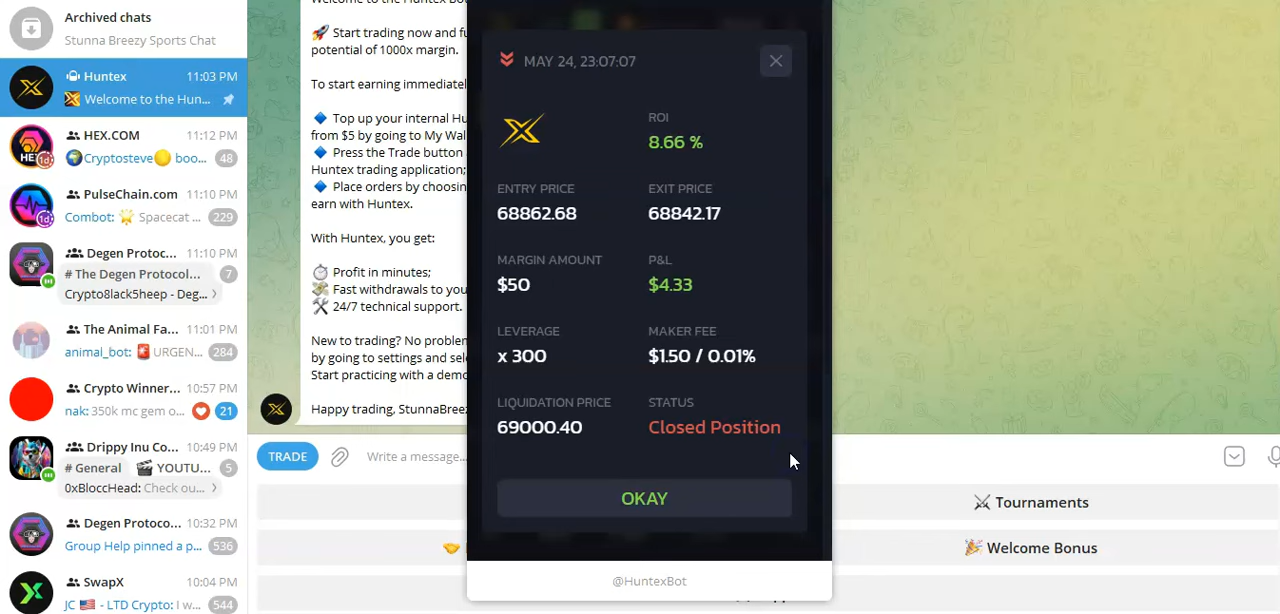 Archived chats
Stunna Breezy Sports Chat
Huntex 11:03 PM
Welcome to the Hun...
HEX.COM 11:12 PM
Cryptosteve boo... 48
PulseChain.com 11:10 PM
Combot: Spacecat ... 229
Degen Protoc... 11:10 PM
# The Degen Protocol... 7
Crypto8lack5heep - Deg...
The Animal Fa... 11:01 PM
animal_bot: 🚨 URGEN... 284
Crypto Winner... 10:57 PM
nak: 350k mc gem o... 21
Drippy Inu Co... 10:49 PM
# General 🎬 YOUTU... 5
0xBloccHead: Check ou...
Degen Protoco... 10:32 PM
Group Help pinned a p... 536
SwapX 10:04 PM
JC 🇺🇸 - LTD Crypto: I w... 544
Welcome to the Huntex Bo
🚀 Start trading now and fu
potential of 1000x margin.
To start earning immediatel
🔹 Top up your internal Hu
from $5 by going to My Wal
🔹 Press the Trade button
Huntex trading application;
🔹 Place orders by choosing
earn with Huntex.
With Huntex, you get:
⏱ Profit in minutes;
💸 Fast withdrawals to you
🛠 24/7 technical support.
New to trading? No problem
by going to settings and sele
Start practicing with a demo
Happy trading, StunnaBree
MAY 24, 23:07:07
ROI
8.66 %
ENTRY PRICE EXIT PRICE
68862.68 68842.17
MARGIN AMOUNT P&L
$50 $4.33
LEVERAGE MAKER FEE
x 300 $1.50 / 0.01%
LIQUIDATION PRICE STATUS
69000.40 Closed Position
OKAY
@HuntexBot
TRADE Write a message...
⚔ Tournaments
🎉 Welcome Bonus